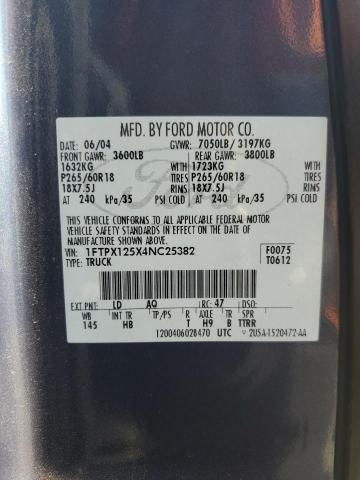 MFD. BY FORD MOTOR CO.
DATE: 06/04 GVWR: 7050LB/ 3197KG
FRONT GAWR: 3600LB REAR GAWR: 3800LB
1632KG WITH 1723KG WITH
P265/60R18 TIRES P265/60R18 TIRES
18X7.5J RIMS 18X7.5J RIMS
AT 240 kPa/35 PSI COLD AT 240 kPa/35 PSI COLD
Ford
THIS VEHICLE CONFORMS TO ALL APPLICABLE FEDERAL MOTOR
VEHICLE SAFETY STANDARDS IN EFFECT ON THE DATE OF
MANUFACTURE SHOWN ABOVE.
VIN: 1FTPX125X4NC25382 F0075
TYPE: TRUCK T0612
EXT PNT: LD AQ RC: 47 DSO:
WB INT TR TP/PS R AXLE TR SPR
145 HB T H9 B TTRR
1200406028470 UTC 2U5A-1520472-AA